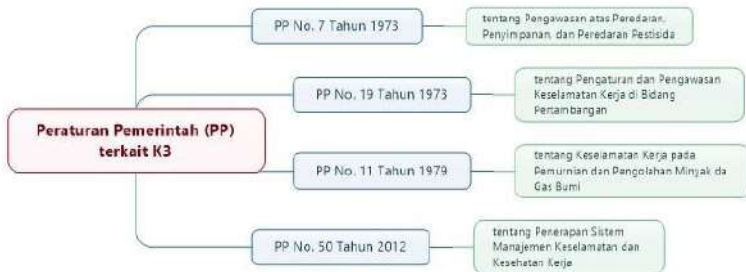 PP No. 7 Tahun 1973
tentang Pengawasan atas Peredaran,
Penyimpanan, dan Peredaran Pestisida
PP No. 19 Tahun 1973
tentang Pengaturan dan Pengawasan
Keselamatan Kerja di Bidang
Pertambangan
Peraturan Pemerintah (PP)
terkait K3
PP No. 11 Tahun 1979
tentang Keselamatan Kerja pada
Pemurnian dan Pengolahan Minyak da
Gas Bumi
PP No. 50 Tahun 2012
tentang Penerapan Sistem
Manajemen Keselamatan dan
Kesehatan Kerja